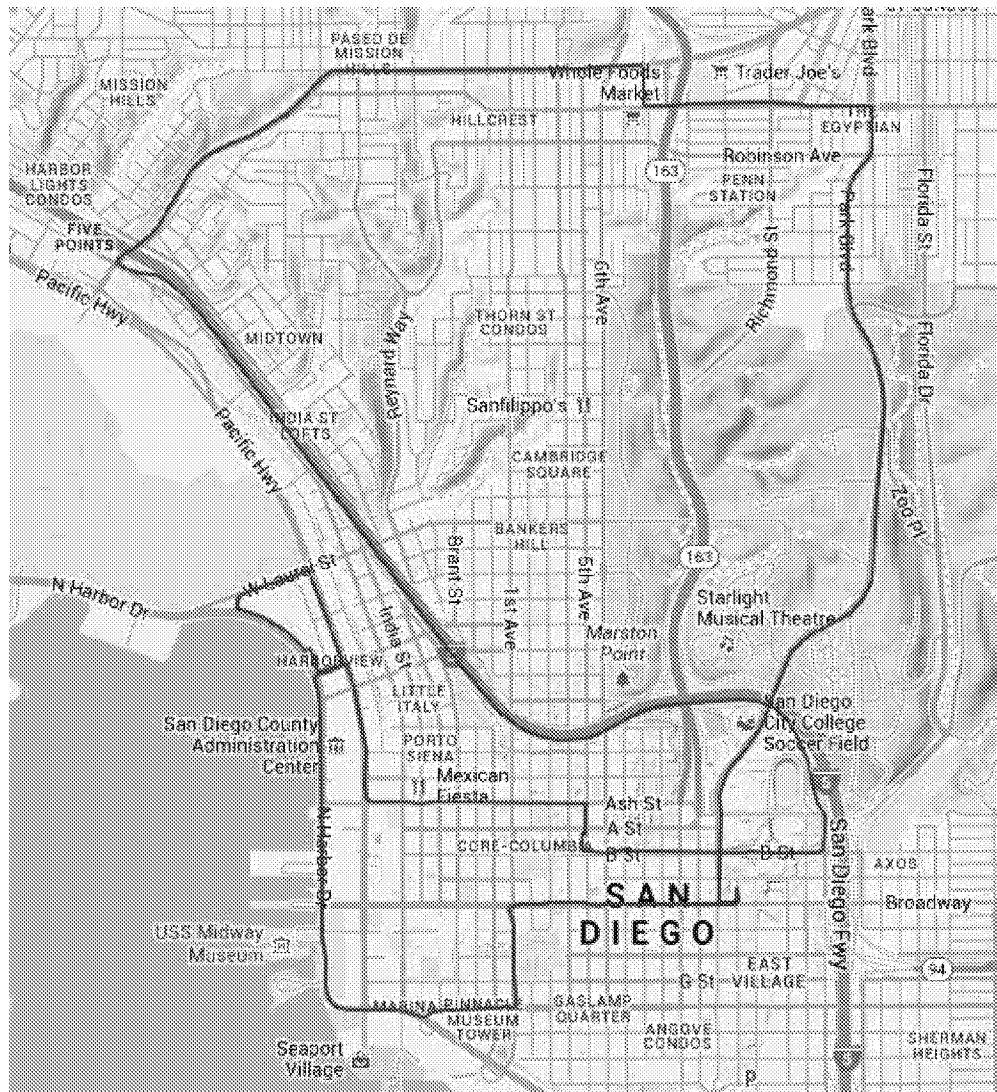 PASEO DE
MISSION
HILLS
Park Blvd
MISSION
HILLS
Whole Foods
Market
Trader Joe's
HILLCREST
THE
EGYPTIAN
HARBOR
LIGHTS
CONDOS
163
Robinson Ave
PENN
STATION
Florida St
FIVE
POINTS
Park Blvd
Pacific Hwy
6th Ave
Richmond St
MIDTOWN
Reynard Way
THORN ST
CONDOS
Florida Dr
INDIA ST
LOFTS
Sanfilippo's
Pacific Hwy
CAMBRIDGE
SQUARE
Zoo Pl
BANKERS
HILL
163
W Laurel St
N Harbor Dr
Brant St
1st Ave
5th Ave
Starlight
Musical Theatre
India St
Marston
Point
HARBORVIEW
LITTLE
ITALY
San Diego County
Administration
Center
San Diego
City College
Soccer Field
PORTO
SIENA
Mexican
Fiesta
Ash St
A St
N Harbor Dr
CORE-COLUMBIA
B St
B St
San Diego Fwy
AXOS
SAN
DIEGO
Broadway
USS Midway
Museum
EAST
VILLAGE
G St
94
MARINA
PINNACLE
MUSEUM
TOWER
GASLAMP
QUARTER
ANGOVE
CONDOS
SHERMAN
HEIGHTS
Seaport
Village